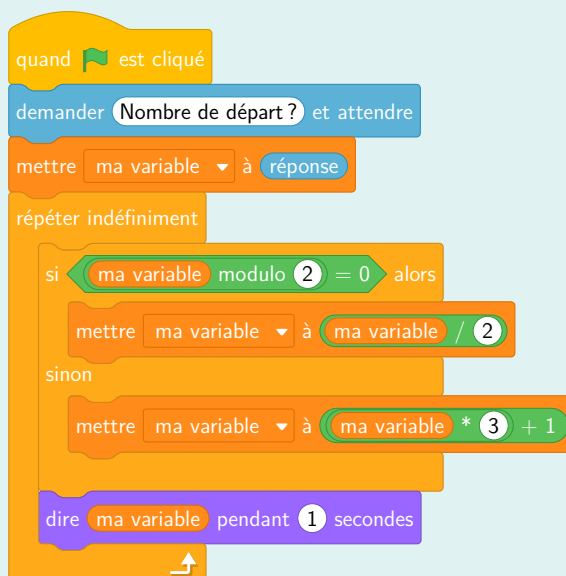 quand est cliqué
demander Nombre de départ ? et attendre
mettre ma variable à réponse
répéter indéfiniment
si ma variable modulo 2 = 0 alors
mettre ma variable à ma variable / 2
sinon
mettre ma variable à ma variable * 3 + 1
dire ma variable pendant 1 secondes